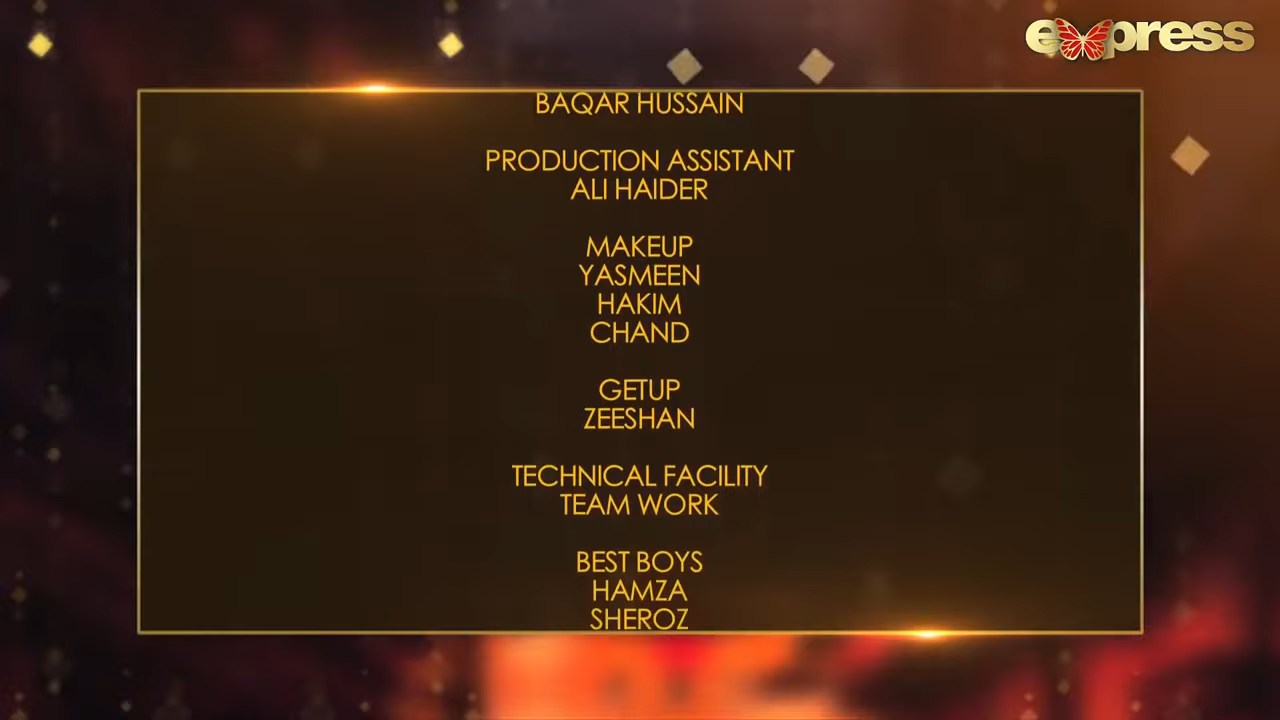 express
BAQAR HUSSAIN
PRODUCTION ASSISTANT
ALI HAIDER
MAKEUP
YASMEEN
HAKIM
CHAND
GETUP
ZEESHAN
TECHNICAL FACILITY
TEAM WORK
BEST BOYS
HAMZA
SHEROZ